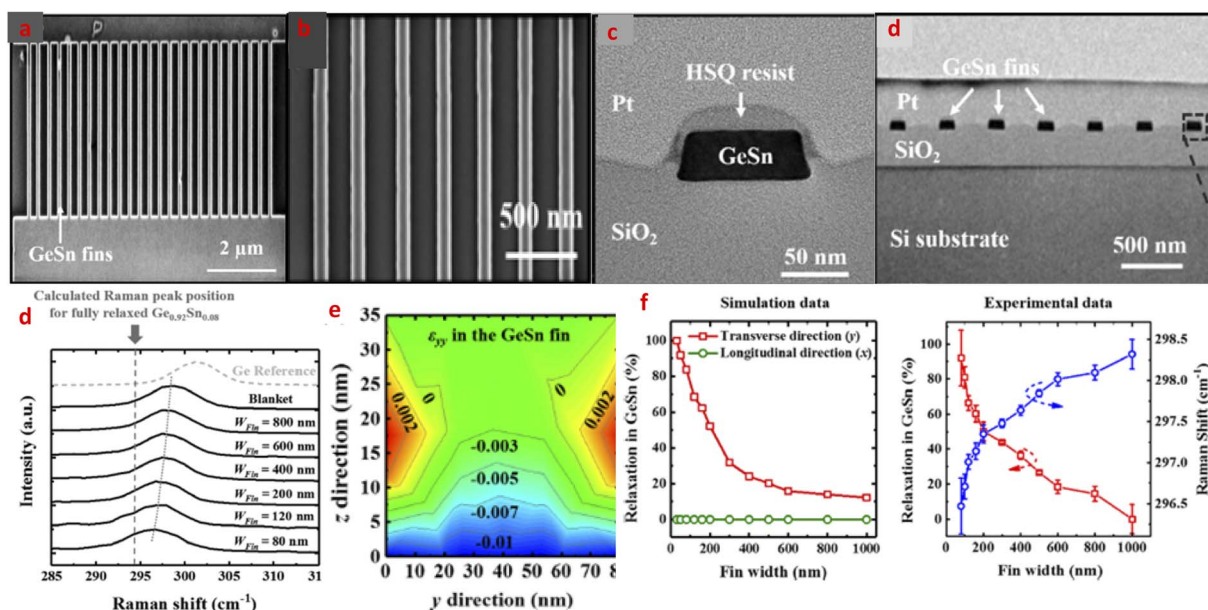 a
GeSn fins
2 μm
b
500 nm
c
HSQ resist
Pt
GeSn
SiO₂
50 nm
d
GeSn fins
Pt
SiO₂
Si substrate
500 nm
d
Calculated Raman peak position
for fully relaxed Ge₀.₉₂Sn₀.₀₈
Ge Reference
Blanket
W_Fin = 800 nm
W_Fin = 600 nm
W_Fin = 400 nm
W_Fin = 200 nm
W_Fin = 120 nm
W_Fin = 80 nm
Intensity (a.u.)
285 290 295 300 305 310 31
Raman shift (cm⁻¹)
e
ε_yy in the GeSn fin
35
30
25
20
15
10
5
0
z direction (nm)
0 0
0.002 0.002
-0.003
-0.005
-0.007
-0.01
0 10 20 30 40 50 60 70
y direction (nm)
f
Simulation data
Transverse direction (y)
Longitudinal direction (x)
100
80
60
40
20
0
Relaxation in GeSn (%)
0 200 400 600 800 1000
Fin width (nm)
Experimental data
100
80
60
40
20
0
Relaxation in GeSn (%)
298.5
298.0
297.5
297.0
296.5
Raman Shift (cm⁻¹)
0 200 400 600 800 1000
Fin width (nm)